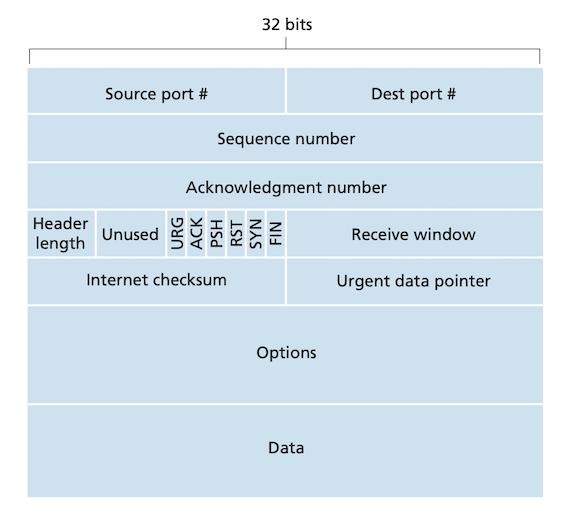 32 bits
Source port #
Dest port #
Sequence number
Acknowledgment number
Header
length
Unused
URG
ACK
PSH
RST
SYN
FIN
Receive window
Internet checksum
Urgent data pointer
Options
Data